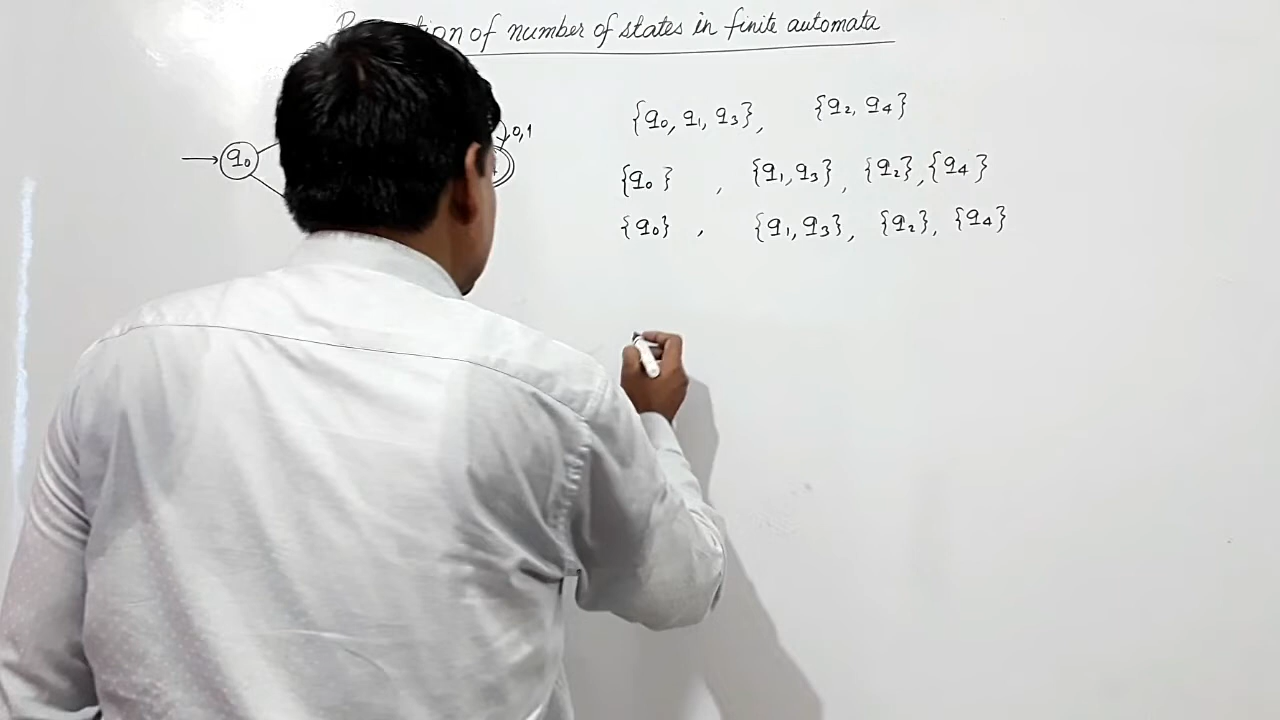 of number of states in finite automata
q₀
0,1
{q₀, q₁, q₃}, {q₂, q₄}
{q₀} , {q₁, q₃}, {q₂}, {q₄}
{q₀} , {q₁, q₃}, {q₂}, {q₄}